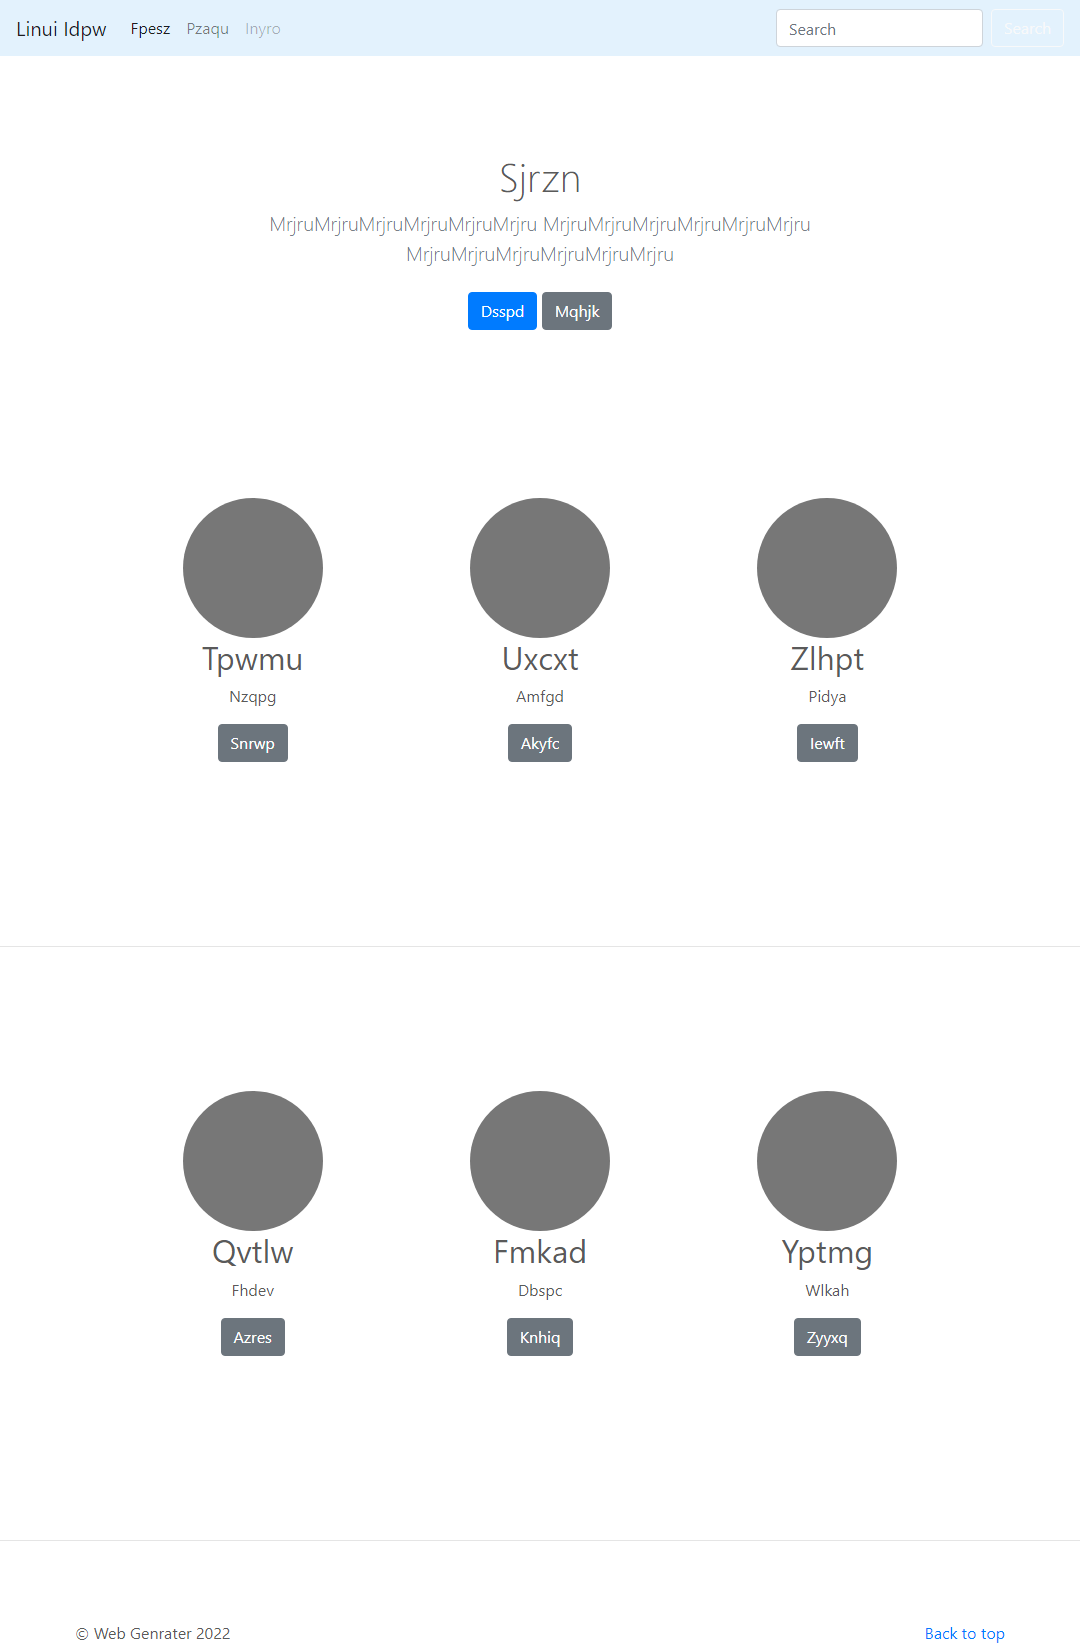 Linui Idpw Fpesz Pzaqu Inyro Search Search
Sjrzn
MrjruMrjruMrjruMrjruMrjruMrjru MrjruMrjruMrjruMrjruMrjruMrjru
MrjruMrjruMrjruMrjruMrjruMrjru
Dsspd Mqhjk
Tpwmu Uxcxt Zlhpt
Nzqpg Amfgd Pidya
Snrwp Akyfc Iewft
Qvtlw Fmkad Yptmg
Fhdev Dbspc Wlkah
Azres Knhiq Zyyxq
© Web Genrater 2022 Back to top